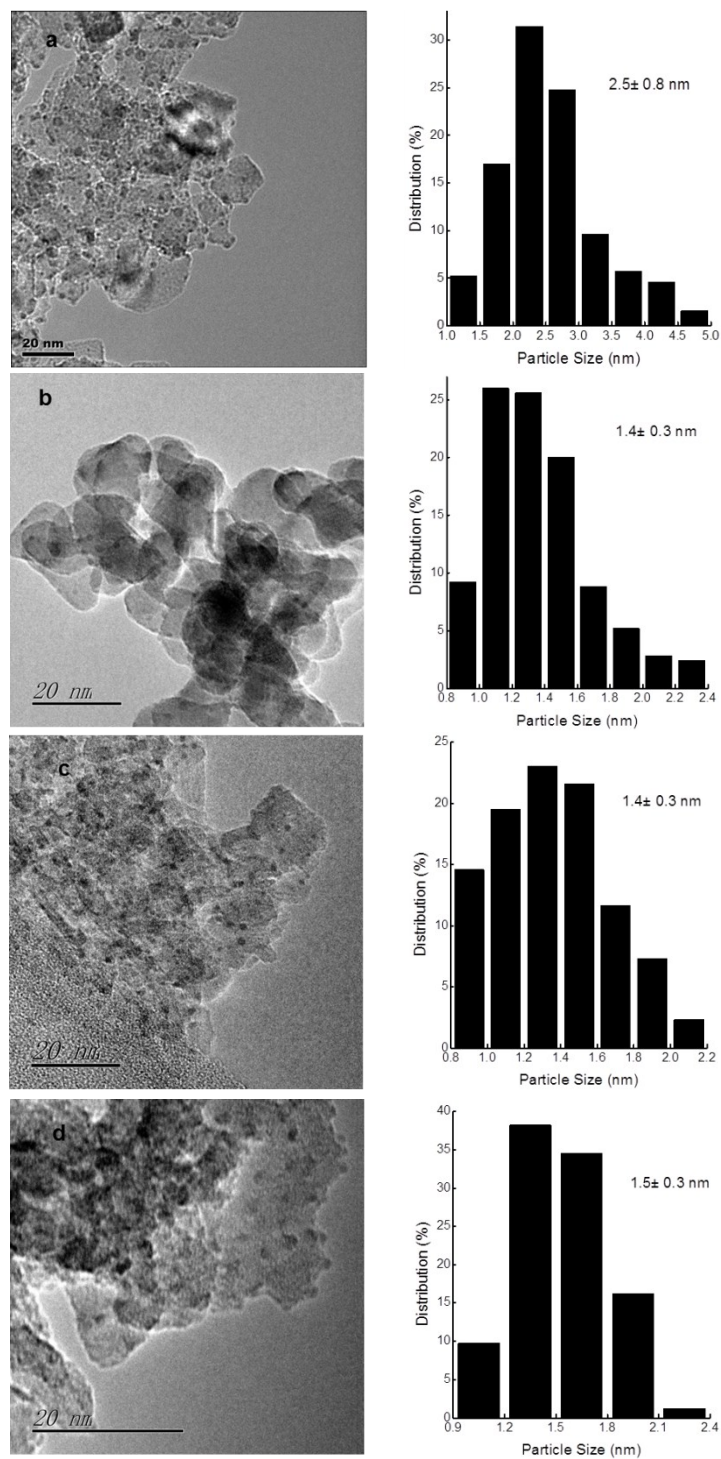 a
20 nm
30
25
20
15
10
5
0
Distribution (%)
2.5± 0.8 nm
1.0 1.5 2.0 2.5 3.0 3.5 4.0 4.5 5.0
Particle Size (nm)
b
20 nm
25
20
15
10
5
0
Distribution (%)
1.4± 0.3 nm
0.8 1.0 1.2 1.4 1.6 1.8 2.0 2.2 2.4
Particle Size (nm)
c
20 nm
25
20
15
10
5
0
Distribution (%)
1.4± 0.3 nm
0.8 1.0 1.2 1.4 1.6 1.8 2.0 2.2
Particle Size (nm)
d
20 nm
40
35
30
25
20
15
10
5
0
Distribution (%)
1.5± 0.3 nm
0.9 1.2 1.5 1.8 2.1 2.4
Particle Size (nm)